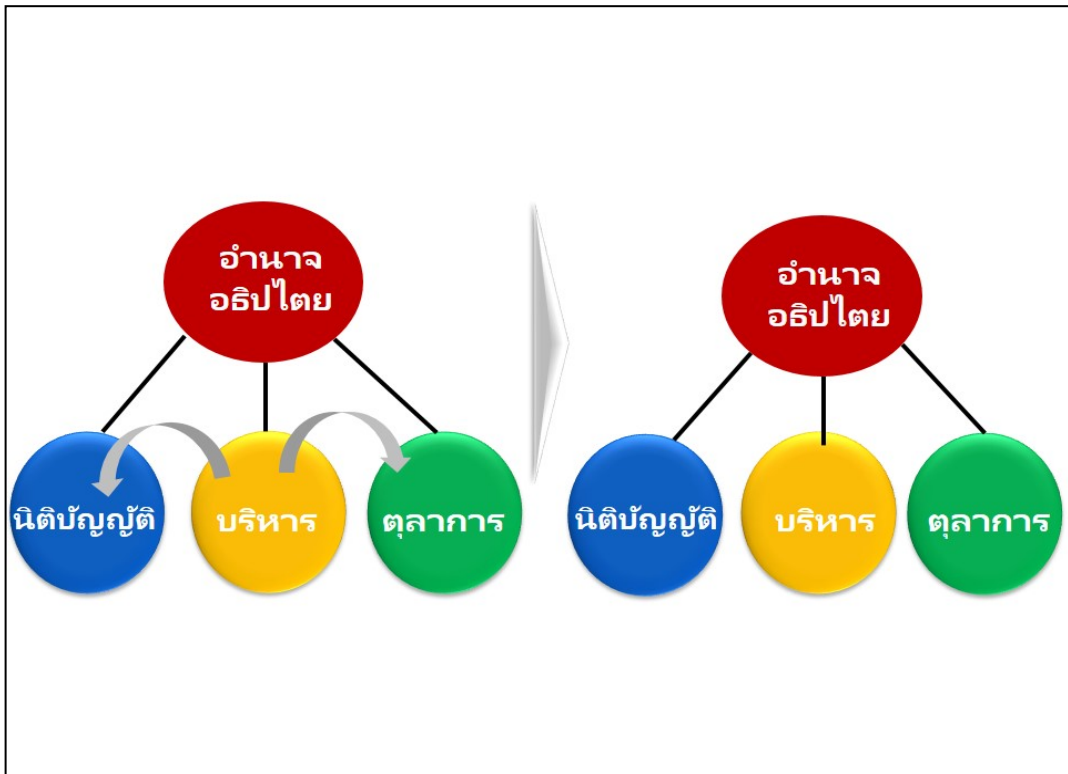 อำนาจ
อธิปไตย
นิติบัญญัติ
บริหาร
ตุลาการ
อำนาจ
อธิปไตย
นิติบัญญัติ
บริหาร
ตุลาการ